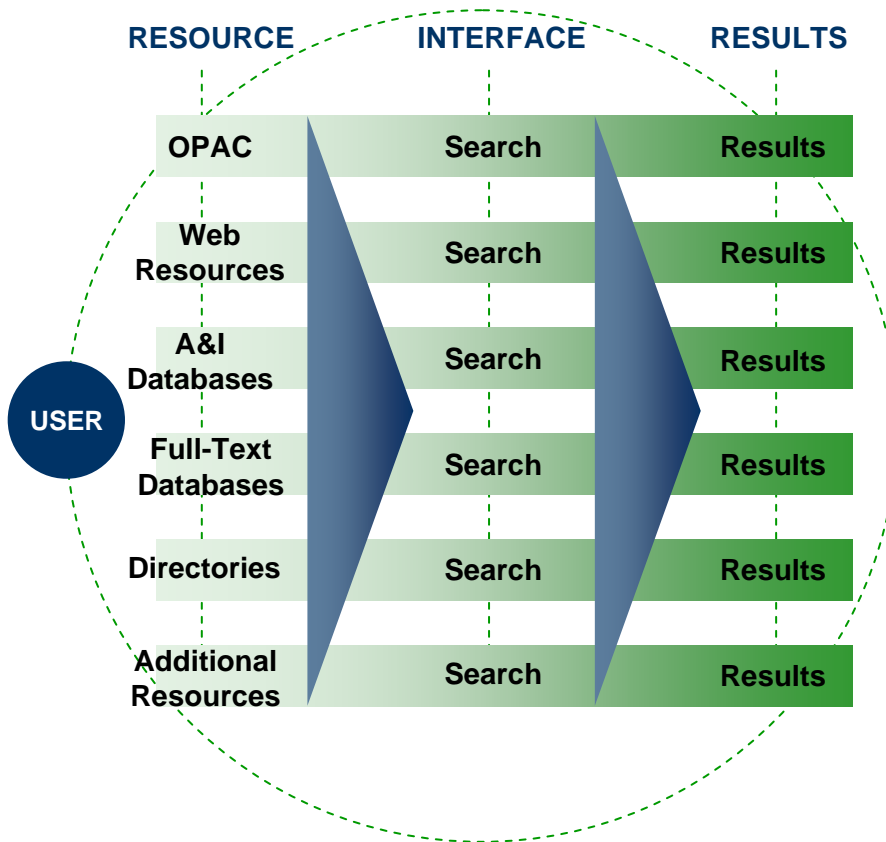 RESOURCE INTERFACE RESULTS
OPAC Search Results
Web
Resources
Search Results
A&I
Databases
Search Results
USER
Full-Text
Databases
Search Results
Directories Search Results
Additional
Resources
Search Results